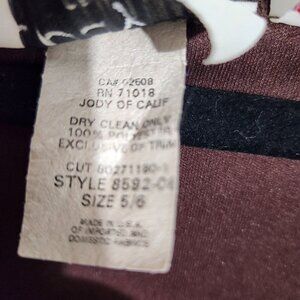 CA# 02608
RN 71018
JODY OF CALIF
DRY CLEAN ONLY
100% POLYESTER
EXCLUSIVE OF TRIM
CUT
STYLE 8592-04
SIZE 5/6
MADE IN U.S.A.
OF IMPORTED AND
DOMESTIC FABRICS